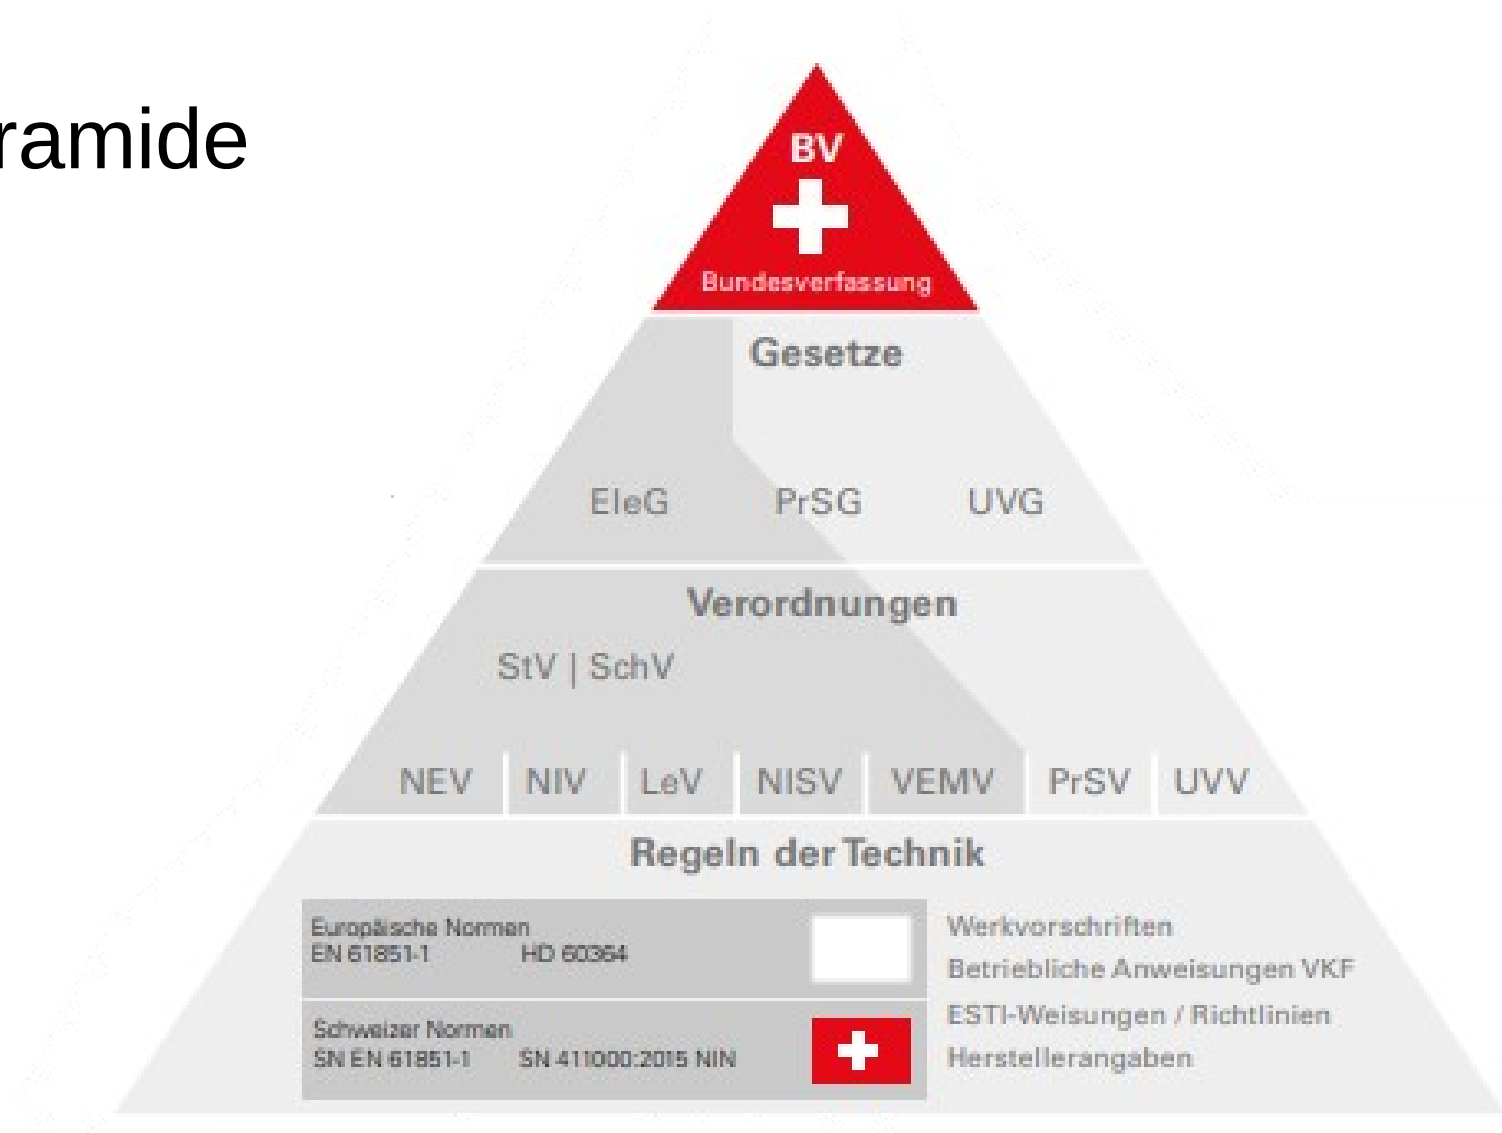 ramide
BV
Bundesverfassung
Gesetze
EleG PrSG UVG
Verordnungen
StV | SchV
NEV NIV LeV NISV VEMV PrSV UVV
Regeln der Technik
Europäische Normen
EN 61851-1 HD 60364
Schweizer Normen
SN EN 61851-1 SN 411000:2015 NIN
Werkvorschriften
Betriebliche Anweisungen VKF
ESTI-Weisungen / Richtlinien
Herstellerangaben